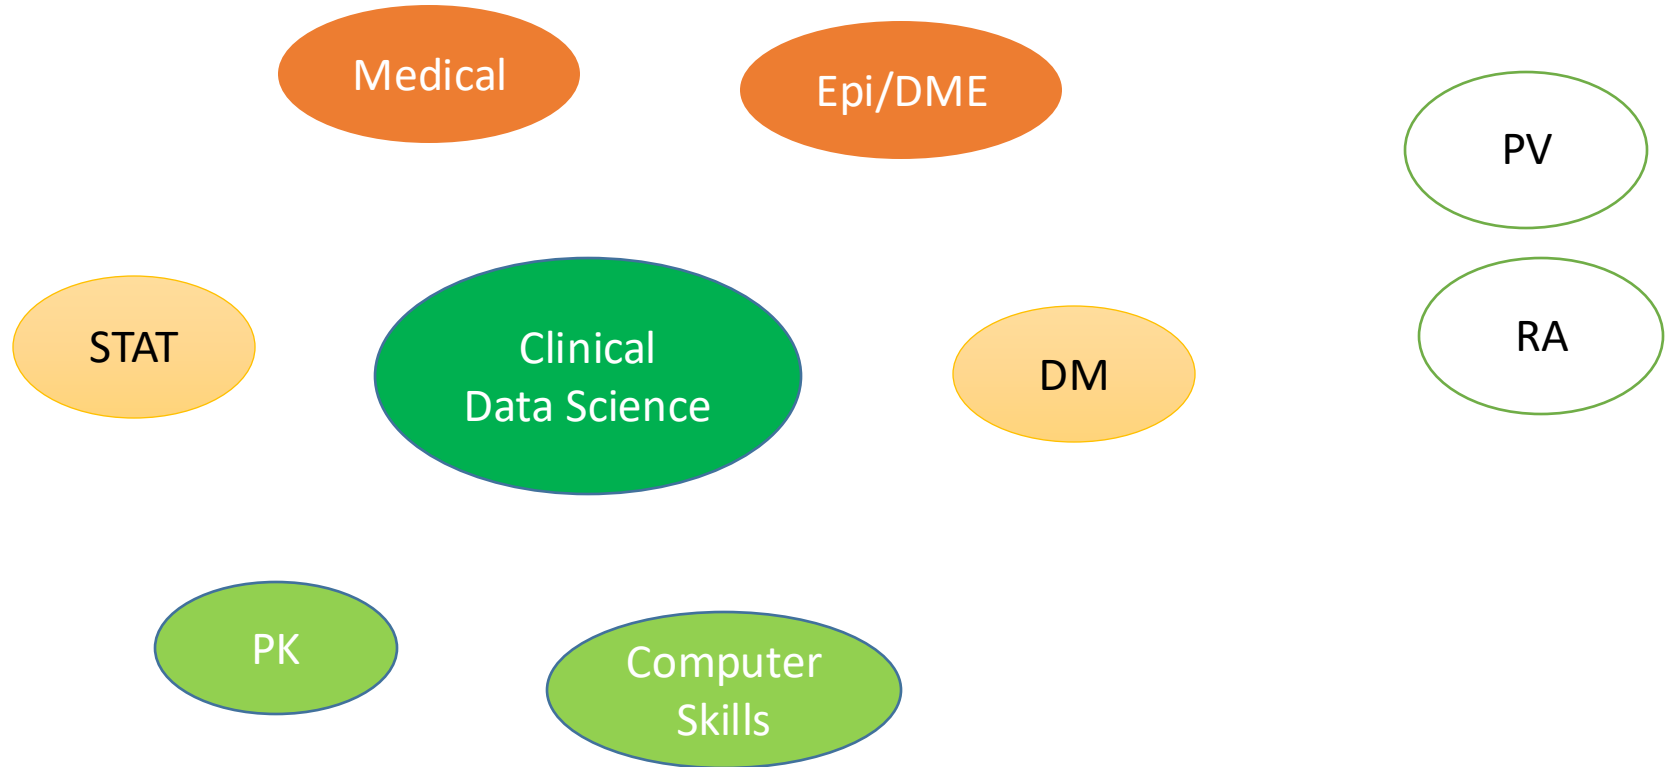 Medical
Epi/DME
PV
STAT
Clinical
Data Science
DM
RA
PK
Computer
Skills